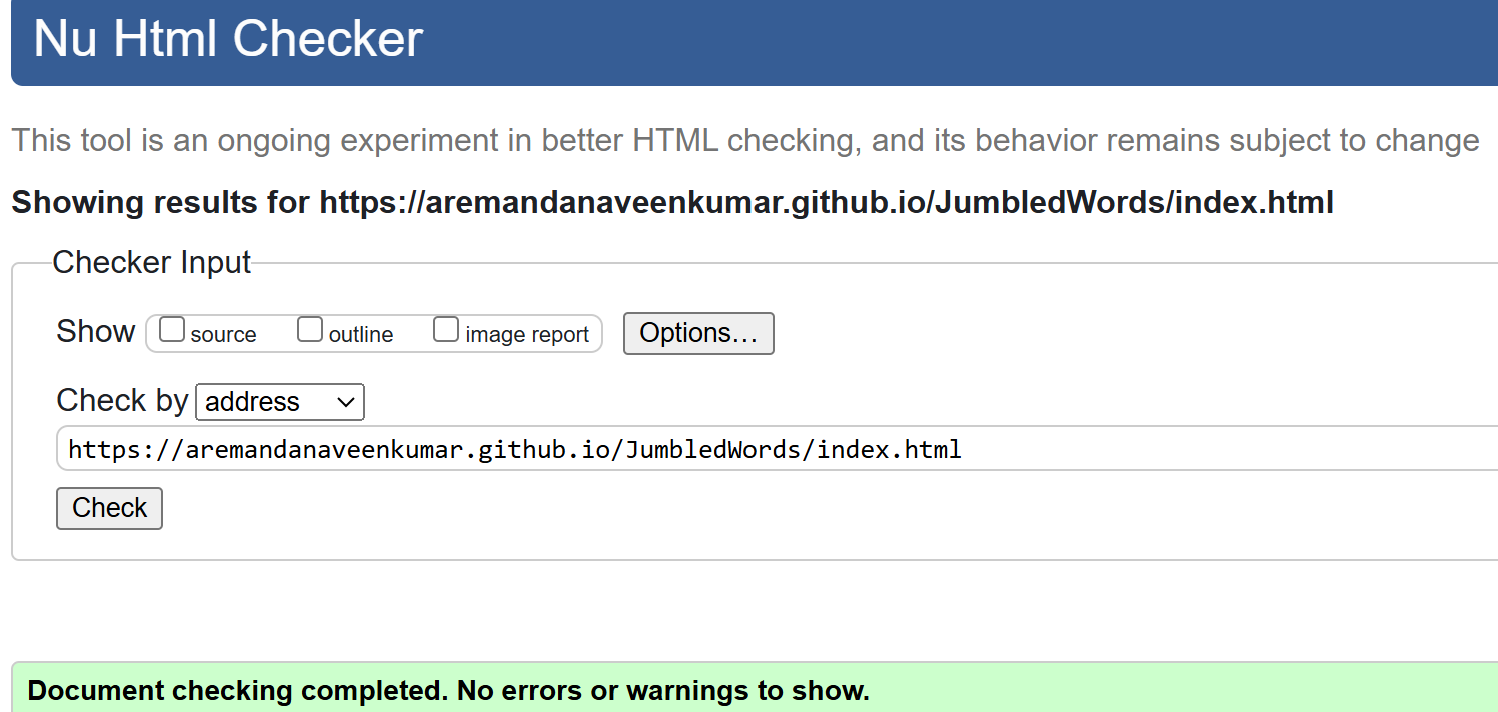 Nu Html Checker
This tool is an ongoing experiment in better HTML checking, and its behavior remains subject to change
Showing results for https://aremandanaveenkumar.github.io/JumbledWords/index.html
Checker Input
Show source outline image report Options...
Check by address
https://aremandanaveenkumar.github.io/JumbledWords/index.html
Check
Document checking completed. No errors or warnings to show.